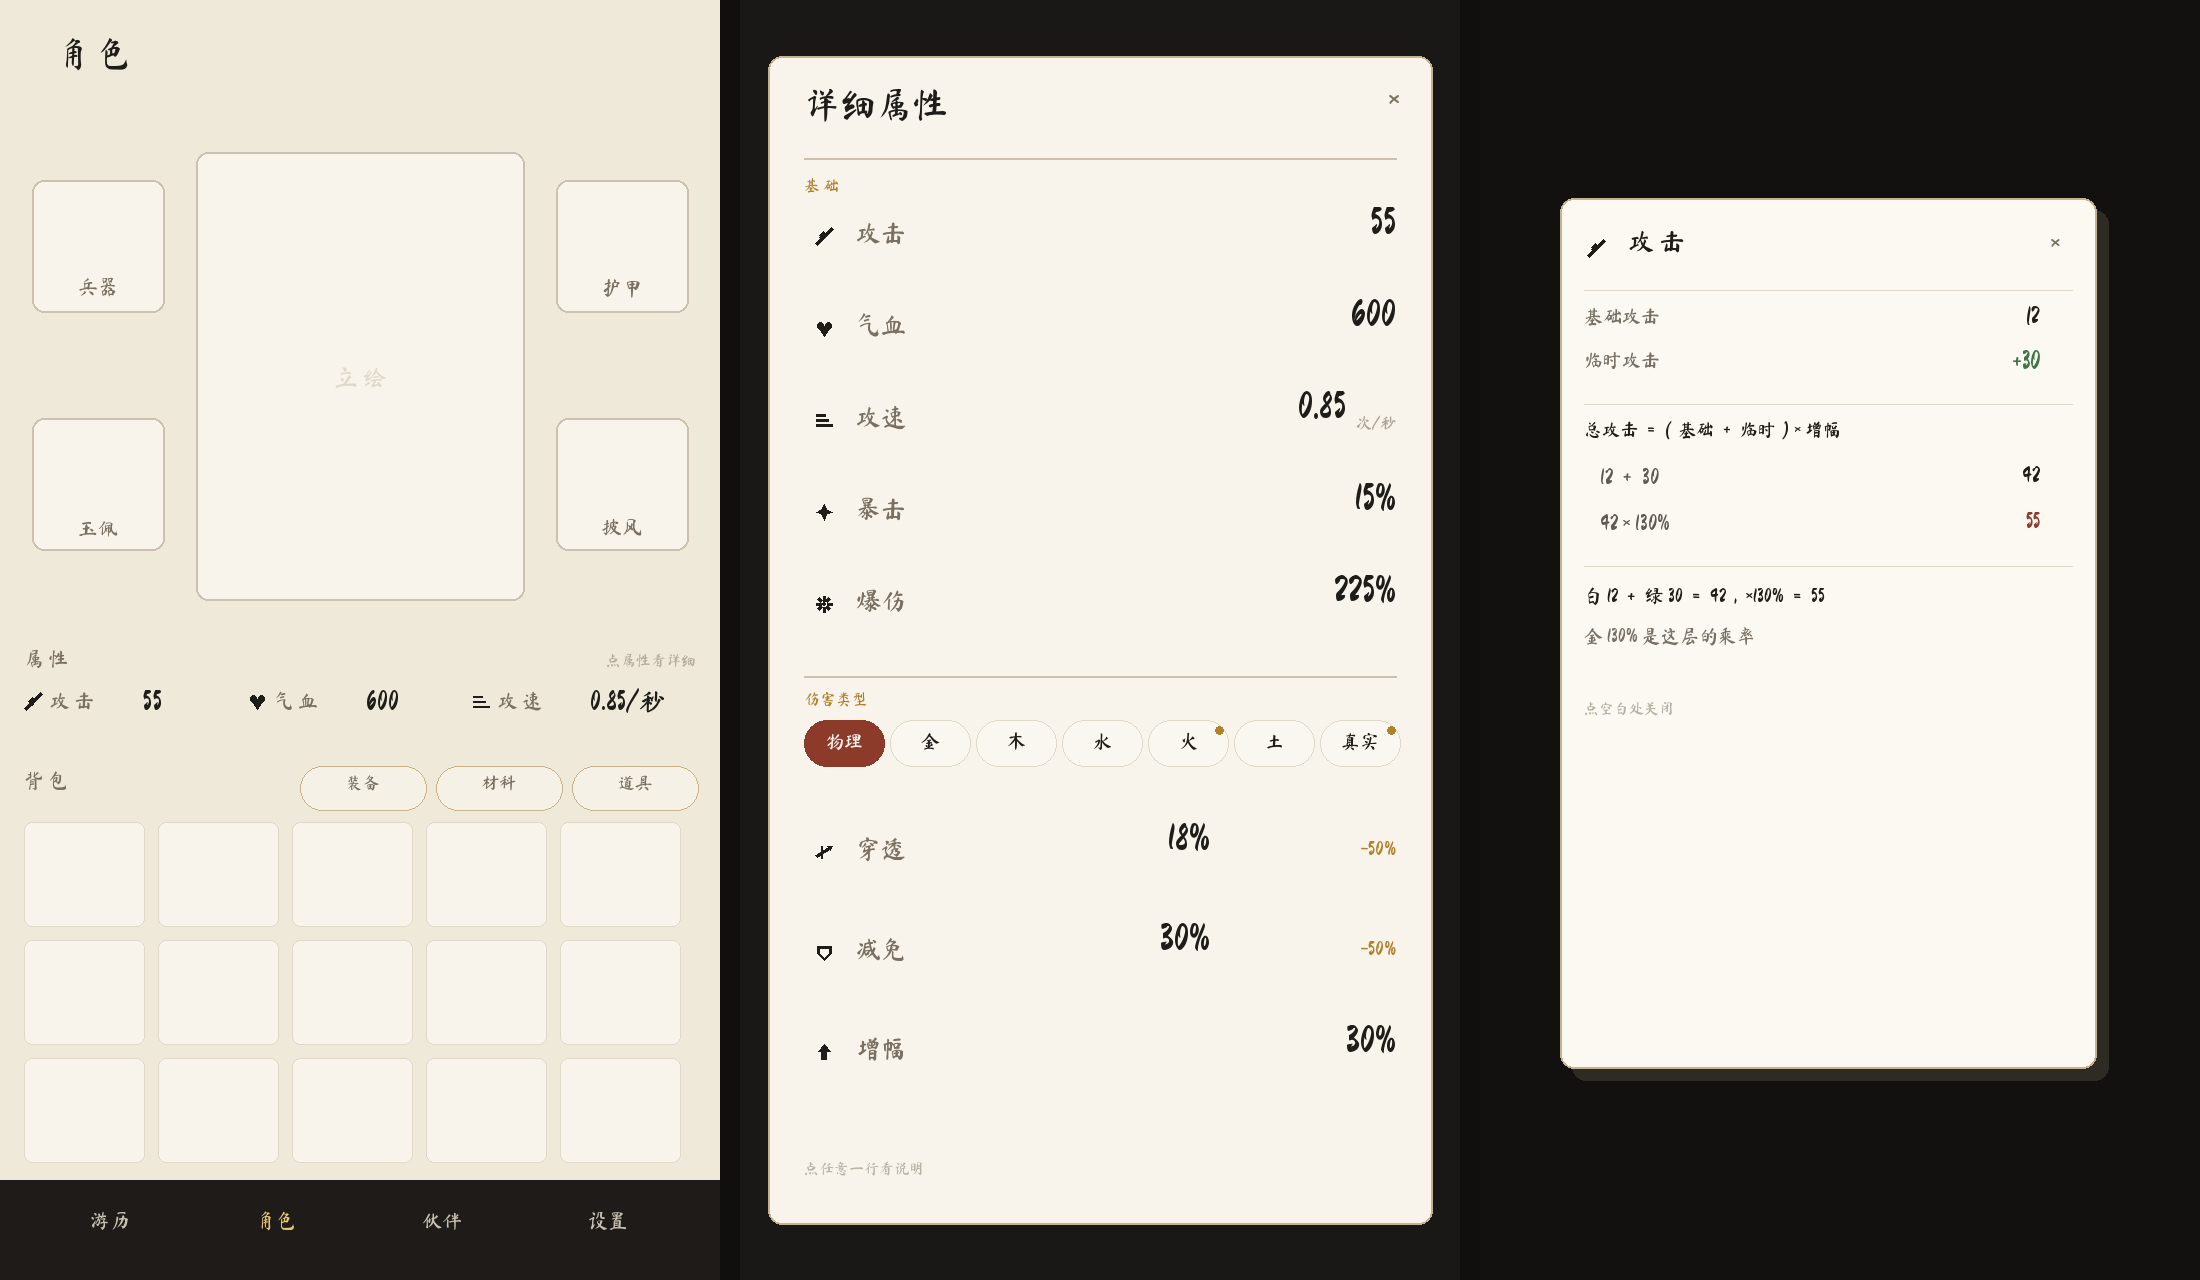 角色
兵器
护甲
立绘
玉佩
披风
属性
点属性看详细
攻击 55 气血 600 攻速 0.85/秒
背包 装备 材料 道具
游历 角色 伙伴 设置
详细属性 ×
基础
攻击 55
气血 600
攻速 0.85 次/秒
暴击 15%
爆伤 225%
伤害类型
物理 金 木 水 火 土 真实
穿透 18% -50%
减免 30% -50%
增幅 30%
点任意一行看说明
攻击 ×
基础攻击 12
临时攻击 +30
总攻击 = ( 基础 + 临时 ) × 增幅
12 + 30 42
42 × 130% 55
白 12 + 绿 30 = 42 , ×130% = 55
金 130% 是这层的乘率
点空白处关闭